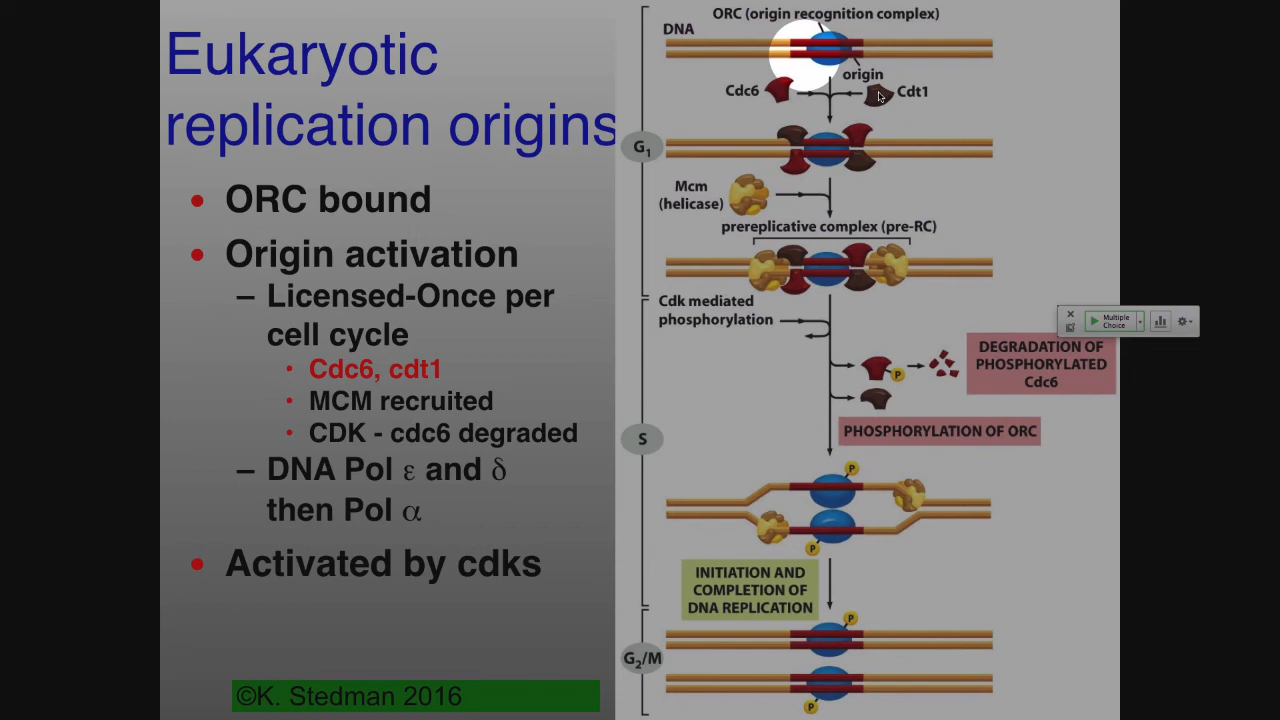 Eukaryotic
replication origins
• ORC bound
• Origin activation
– Licensed-Once per
cell cycle
• Cdc6, cdt1
• MCM recruited
• CDK - cdc6 degraded
– DNA Pol ε and δ
then Pol α
• Activated by cdks
©K. Stedman 2016
ORC (origin recognition complex)
DNA
origin
Cdc6
Cdt1
G1
Mcm
(helicase)
prereplicative complex (pre-RC)
Cdk mediated
phosphorylation
Multiple
Choice
DEGRADATION OF
PHOSPHORYLATED
Cdc6
P
PHOSPHORYLATION OF ORC
S
P
P
INITIATION AND
COMPLETION OF
DNA REPLICATION
P
G2/M
P